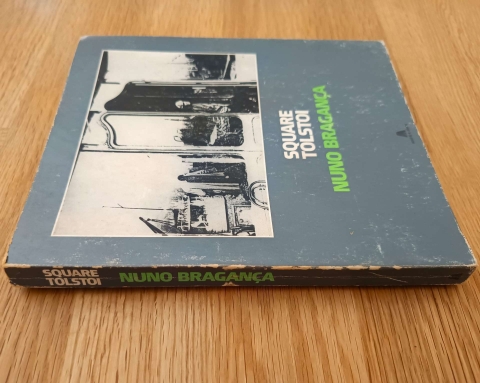 SQUARE
TOLSTOI
NUNO BRAGANÇA
SQUARE
TOLSTOI
NUNO BRAGANÇA